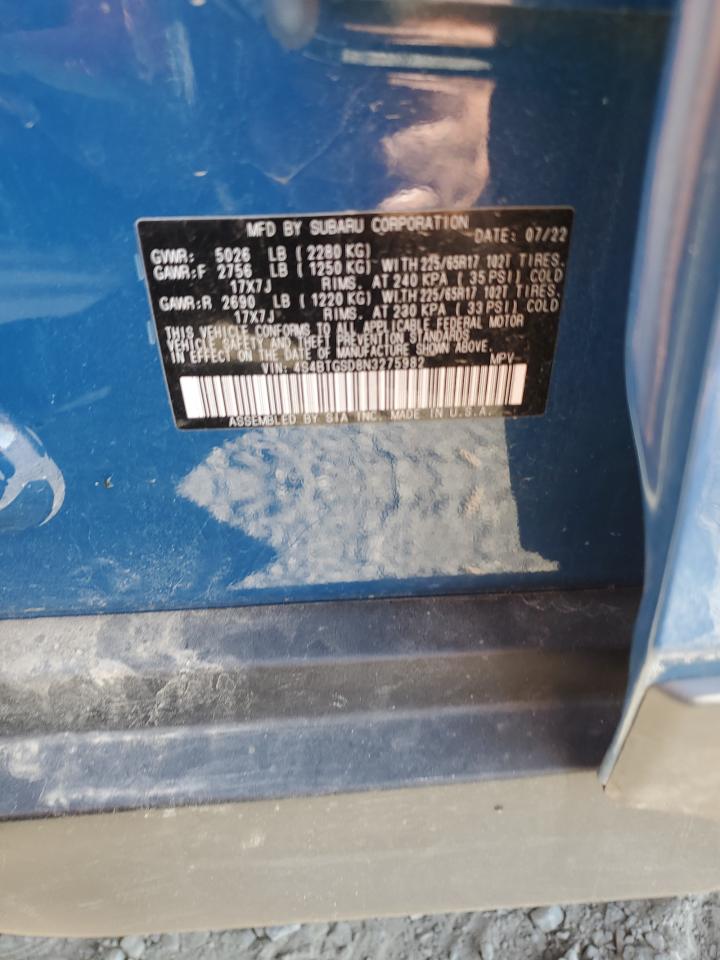 MFD BY SUBARU CORPORATION DATE: 07/22
GVWR: 5026 LB ( 2280 KG)
GAWR:F 2756 LB ( 1250 KG) WITH 225/65R17 102T TIRES.
17X7J RIMS. AT 240 KPA ( 35 PSI) COLD
GAWR:R 2690 LB ( 1220 KG) WITH 225/65R17 102T TIRES.
17X7J RIMS. AT 230 KPA ( 33 PSI) COLD
THIS VEHICLE CONFORMS TO ALL APPLICABLE FEDERAL MOTOR
VEHICLE SAFETY AND THEFT PREVENTION STANDARDS
IN EFFECT ON THE DATE OF MANUFACTURE SHOWN ABOVE.
VIN: 4S4BTGSD8N3275982 MPV
ASSEMBLED BY SIA INC. MADE IN U.S.A.